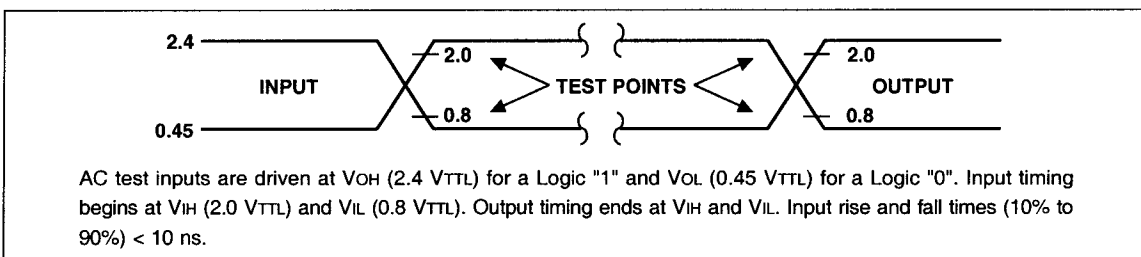 2.4
2.0
2.0
INPUT
TEST POINTS
OUTPUT
0.45
0.8
0.8
AC test inputs are driven at VOH (2.4 VTTL) for a Logic "1" and VOL (0.45 VTTL) for a Logic "0". Input timing
begins at VIH (2.0 VTTL) and VIL (0.8 VTTL). Output timing ends at VIH and VIL. Input rise and fall times (10% to
90%) < 10 ns.